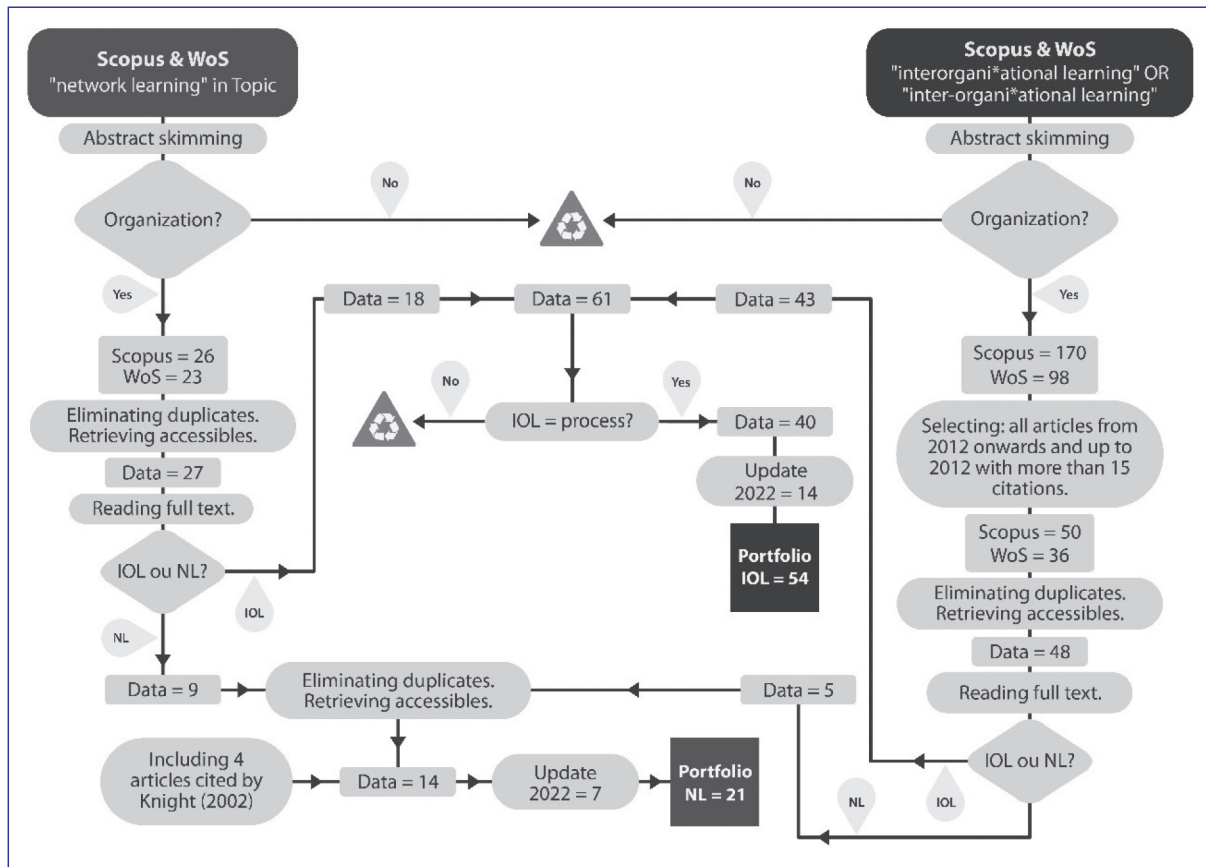 Scopus & WoS
"network learning" in Topic
Scopus & WoS
"interorgani*ational learning" OR
"inter-organi*ational learning"
Abstract skimming
Abstract skimming
No
No
Organization?
Organization?
Yes
Yes
Data = 18
Data = 61
Data = 43
Scopus = 26
WoS = 23
Scopus = 170
WoS = 98
No
Yes
IOL = process?
Data = 40
Eliminating duplicates.
Retrieving accessibles.
Selecting: all articles from
2012 onwards and up to
2012 with more than 15
citations.
Data = 27
Update
2022 = 14
Reading full text.
Scopus = 50
WoS = 36
Portfolio
IOL = 54
IOL ou NL?
IOL
Eliminating duplicates.
Retrieving accessibles.
NL
Data = 48
Data = 9
Eliminating duplicates.
Retrieving accessibles.
Data = 5
Reading full text.
Including 4
articles cited by
Knight (2002)
Data = 14
Update
2022 = 7
Portfolio
NL = 21
IOL ou NL?
IOL
NL